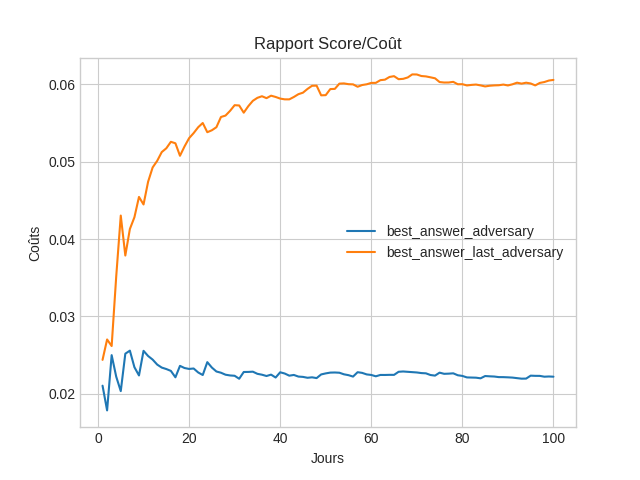 Rapport Score/Coût
0.06
0.05
0.04
0.03
0.02
Coûts
best_answer_adversary
best_answer_last_adversary
0
20
40
60
80
100
Jours